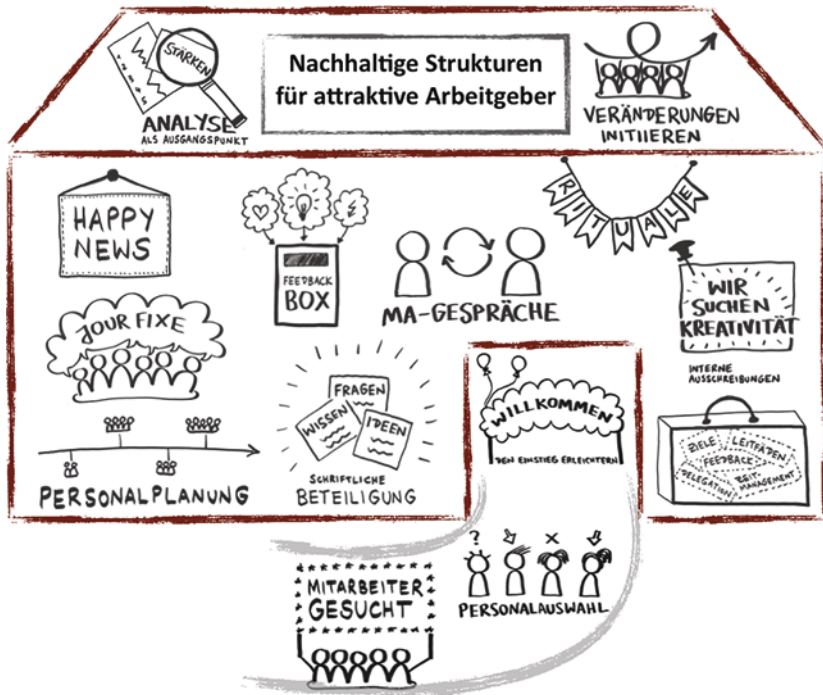 STÄRKEN
ANALYSE
ALS AUSGANGSPUNKT
Nachhaltige Strukturen
für attraktive Arbeitgeber
VERÄNDERUNGEN
INITIIEREN
HAPPY
NEWS
FEEDBACK
BOX
MA-GESPRÄCHE
RITUALE
WIR
SUCHEN
KREATIVITÄT
INTERNE
AUSSCHREIBUNGEN
JOUR FIXE
PERSONALPLANUNG
FRAGEN
WISSEN
IDEEN
SCHRIFTLICHE
BETEILIGUNG
WILLKOMMEN
DEN EINSTIEG ERLEICHTERN
ZIELE
LEITFÄDEN
FEEDBACK
DELEGATION
ZEIT-
MANAGEMENT
MITARBEITER
GESUCHT
?
X
PERSONALAUSWAHL